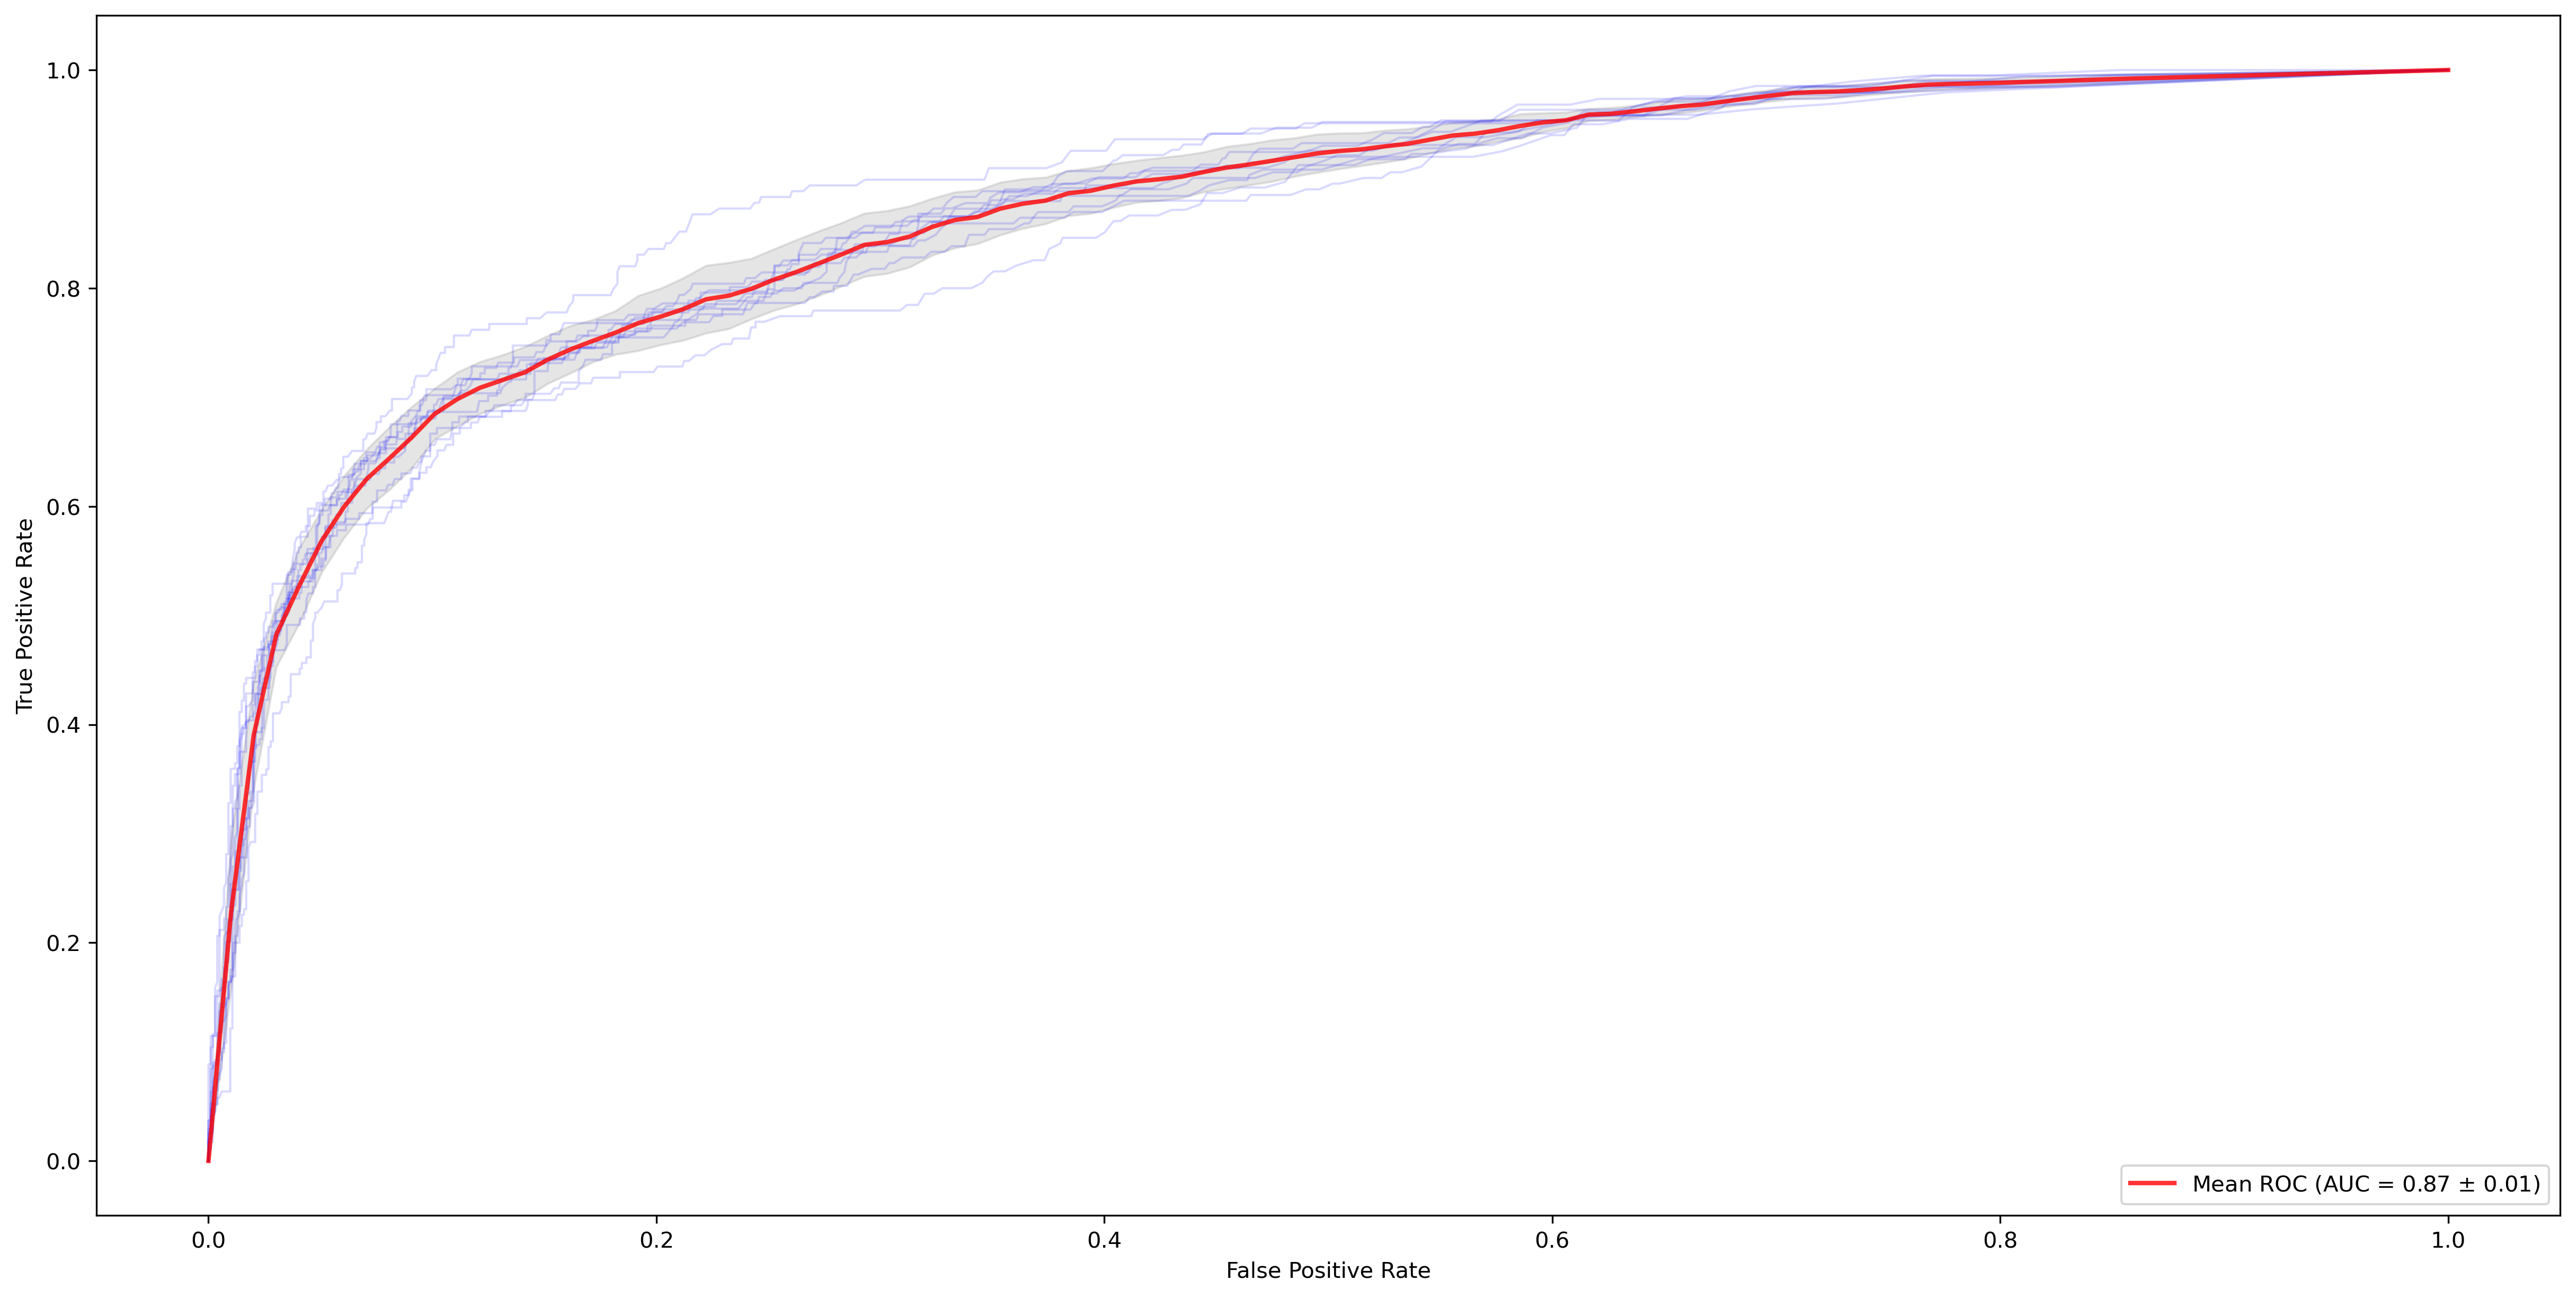 1.0
0.8
0.6
0.4
0.2
0.0
True Positive Rate
Mean ROC (AUC = 0.87 ± 0.01)
0.0 0.2 0.4 0.6 0.8 1.0
False Positive Rate